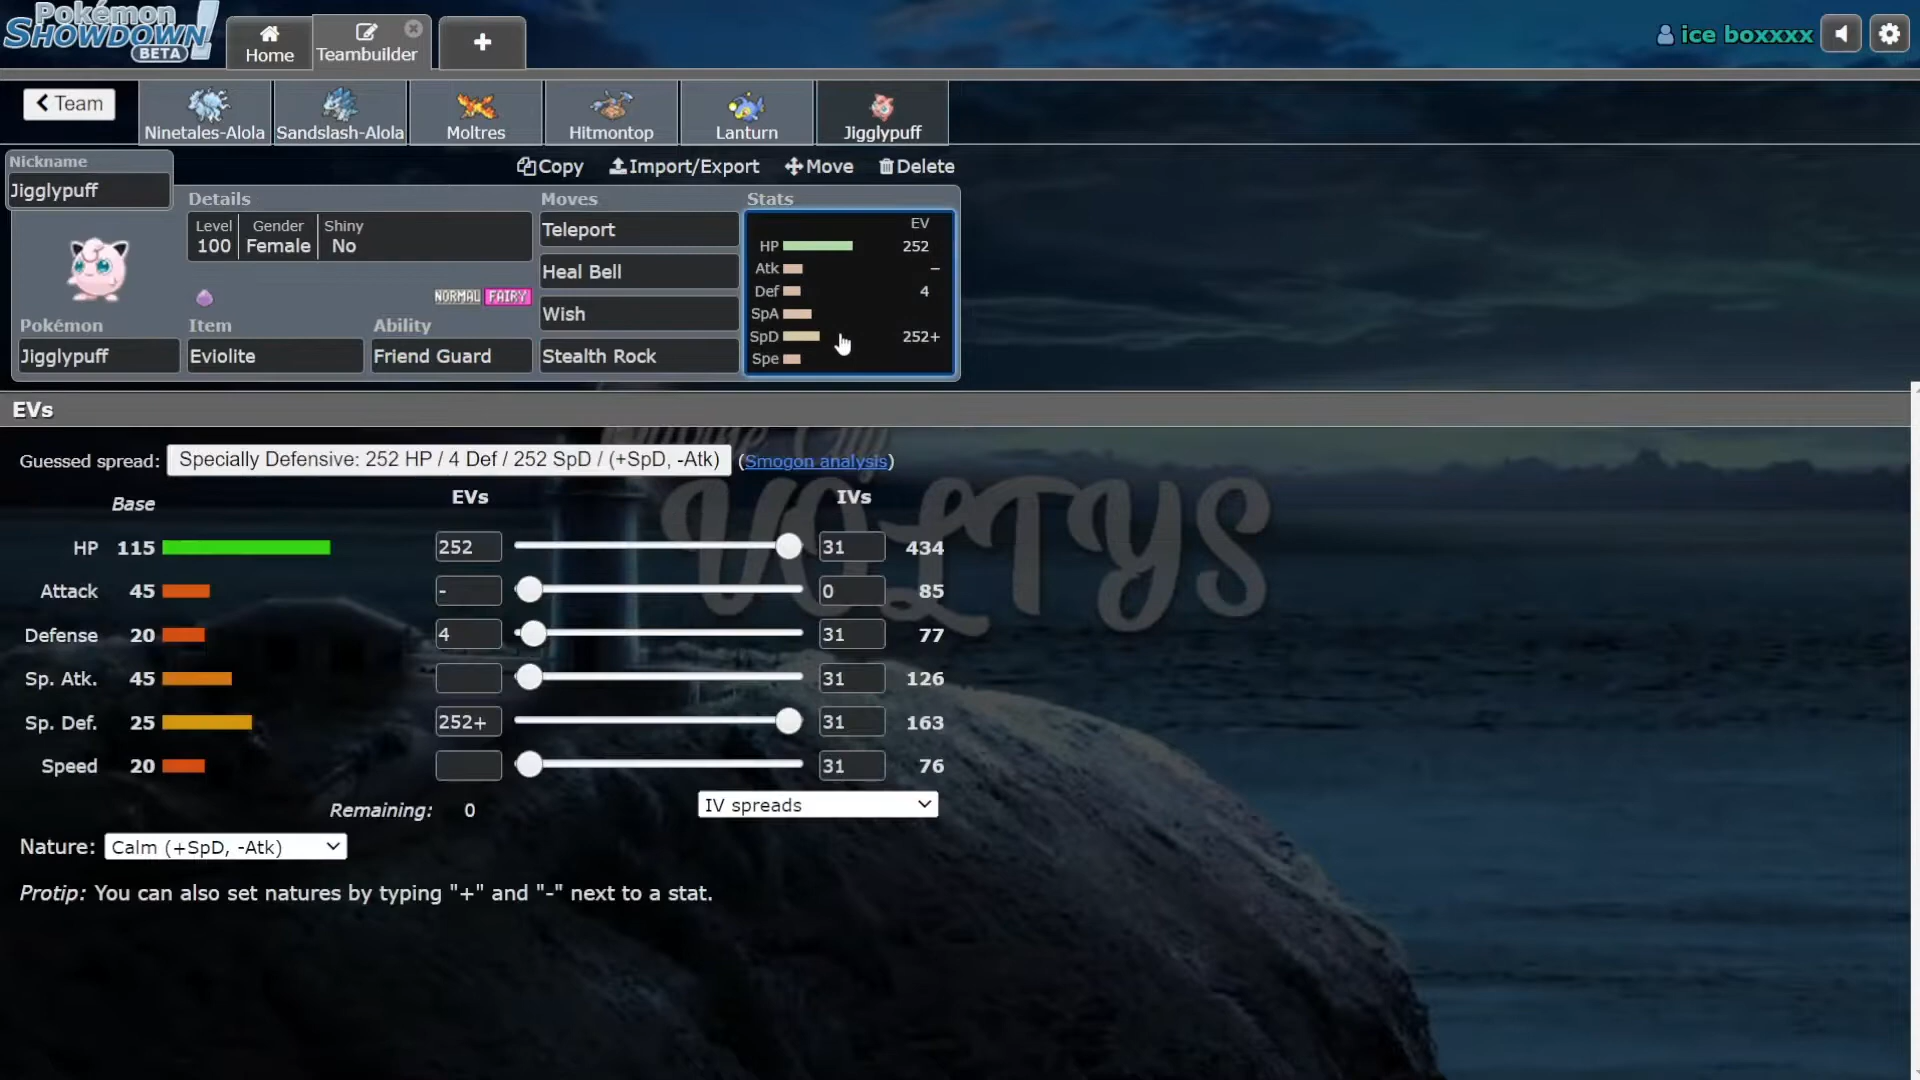 Pokémon
SHOWDOWN!
BETA
Home
Teambuilder
ice boxxxx
Team
Ninetales-Alola
Sandslash-Alola
Moltres
Hitmontop
Lanturn
Jigglypuff
Nickname
Jigglypuff
Copy
Import/Export
Move
Delete
Details
Moves
Stats
Level
100
Gender
Female
Shiny
No
NORMAL FAIRY
Pokémon
Jigglypuff
Item
Eviolite
Ability
Friend Guard
Teleport
Heal Bell
Wish
Stealth Rock
EV
HP 252
Atk –
Def 4
SpA
SpD 252+
Spe
EVs
Guessed spread: Specially Defensive: 252 HP / 4 Def / 252 SpD / (+SpD, -Atk) (Smogon analysis)
Base EVs IVs
HP 115 252 31 434
Attack 45 - 0 85
Defense 20 4 31 77
Sp. Atk. 45 31 126
Sp. Def. 25 252+ 31 163
Speed 20 31 76
Remaining: 0
IV spreads
Nature: Calm (+SpD, -Atk)
Protip: You can also set natures by typing "+" and "-" next to a stat.
VOLTYS